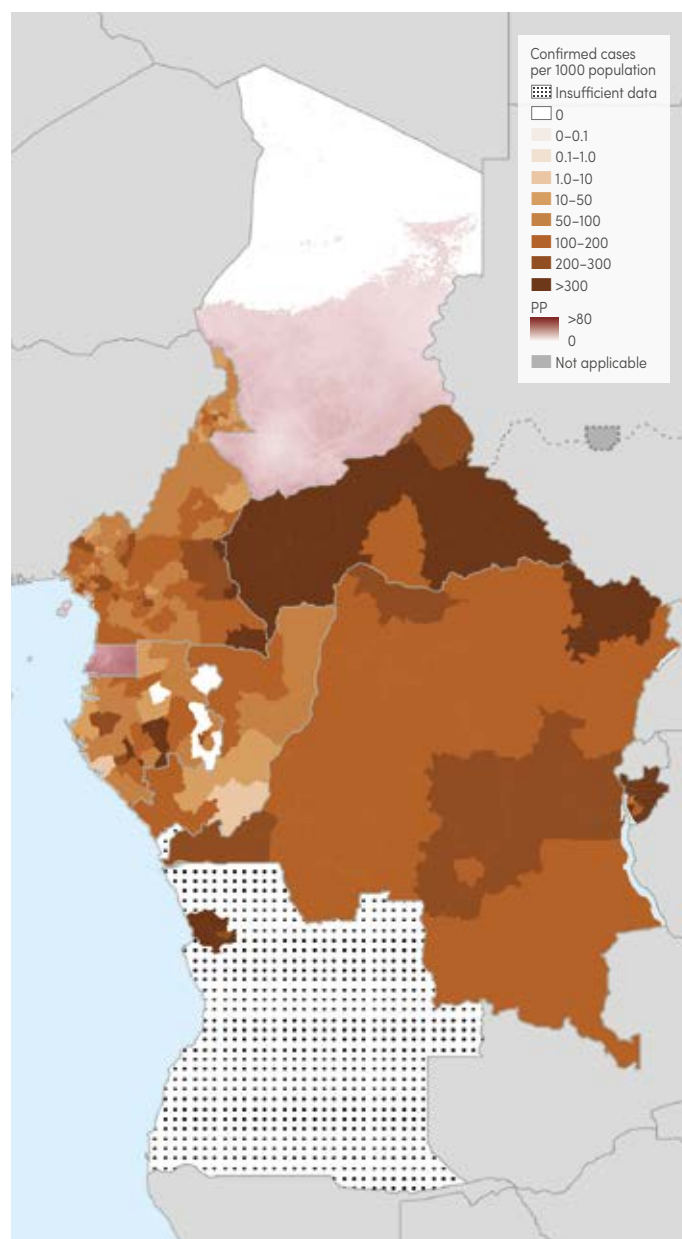 Confirmed cases
per 1000 population
Insufficient data
0
0–0.1
0.1–1.0
1.0–10
10–50
50–100
100–200
200–300
>300
PP
>80
0
Not applicable